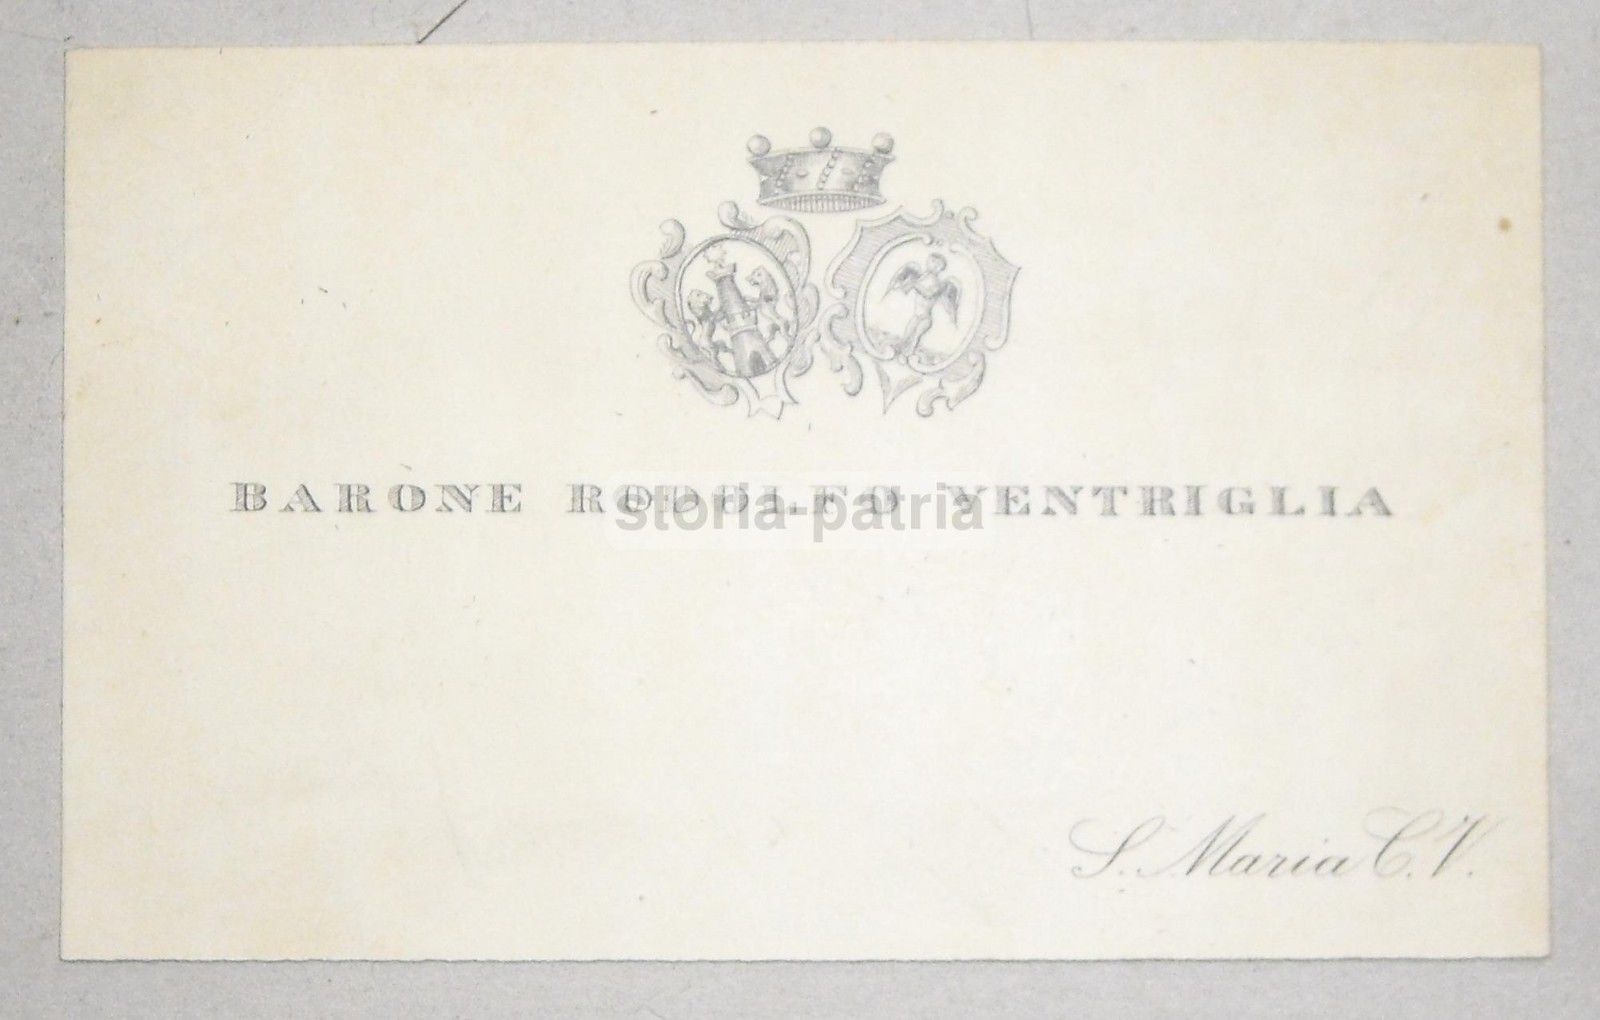 BARONE RODOLFO VENTRIGLIA
storia-patria
S. Maria C. V.